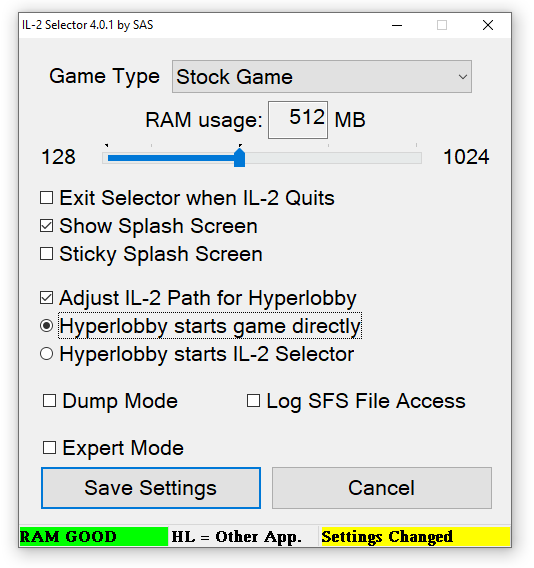 IL-2 Selector 4.0.1 by SAS
Game Type Stock Game
RAM usage: 512 MB
128 1024
Exit Selector when IL-2 Quits
Show Splash Screen
Sticky Splash Screen
Adjust IL-2 Path for Hyperlobby
Hyperlobby starts game directly
Hyperlobby starts IL-2 Selector
Dump Mode Log SFS File Access
Expert Mode
Save Settings Cancel
RAM GOOD HL = Other App. Settings Changed